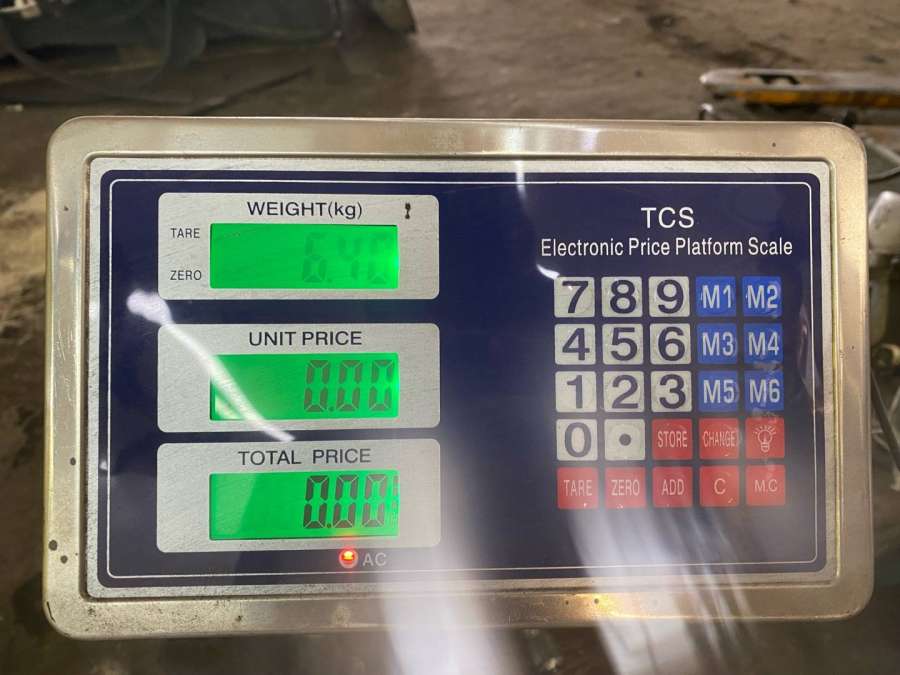 WEIGHT(kg)
TARE
6.40
ZERO
UNIT PRICE
0.00
TOTAL PRICE
0.00
AC
TCS
Electronic Price Platform Scale
7 8 9 M1 M2
4 5 6 M3 M4
1 2 3 M5 M6
0 . STORE CHANGE
TARE ZERO ADD C M.C